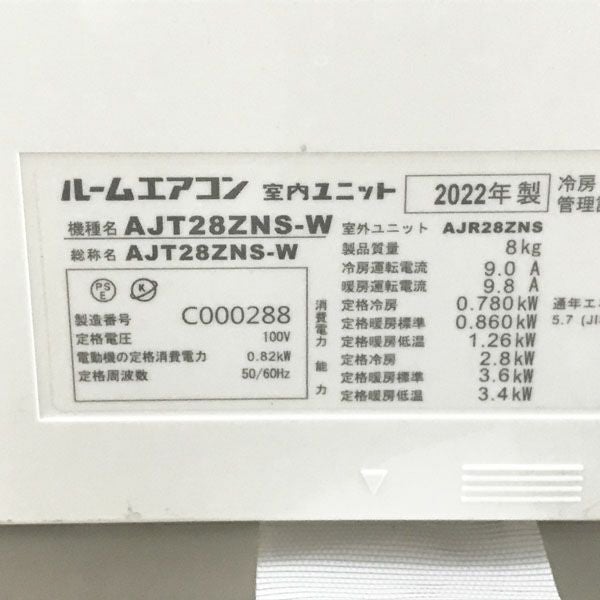 ルームエアコン 室内ユニット 2022年 製 冷房
管理
機種名 AJT28ZNS-W 室外ユニット AJR28ZNS
総称名 AJT28ZNS-W 製品質量 8kg
PS
E
K
冷房運転電流 9.0 A
暖房運転電流 9.8 A
製造番号 C000288
定格電圧 100V
電動機の定格消費電力 0.82kW
定格周波数 50/60Hz
消費電力
定格冷房 0.780kW 通年エネ
定格暖房標準 0.860kW 5.7 (JI
定格暖房低温 1.26kW
能力
定格冷房 2.8kW
定格暖房標準 3.6kW
定格暖房低温 3.4kW